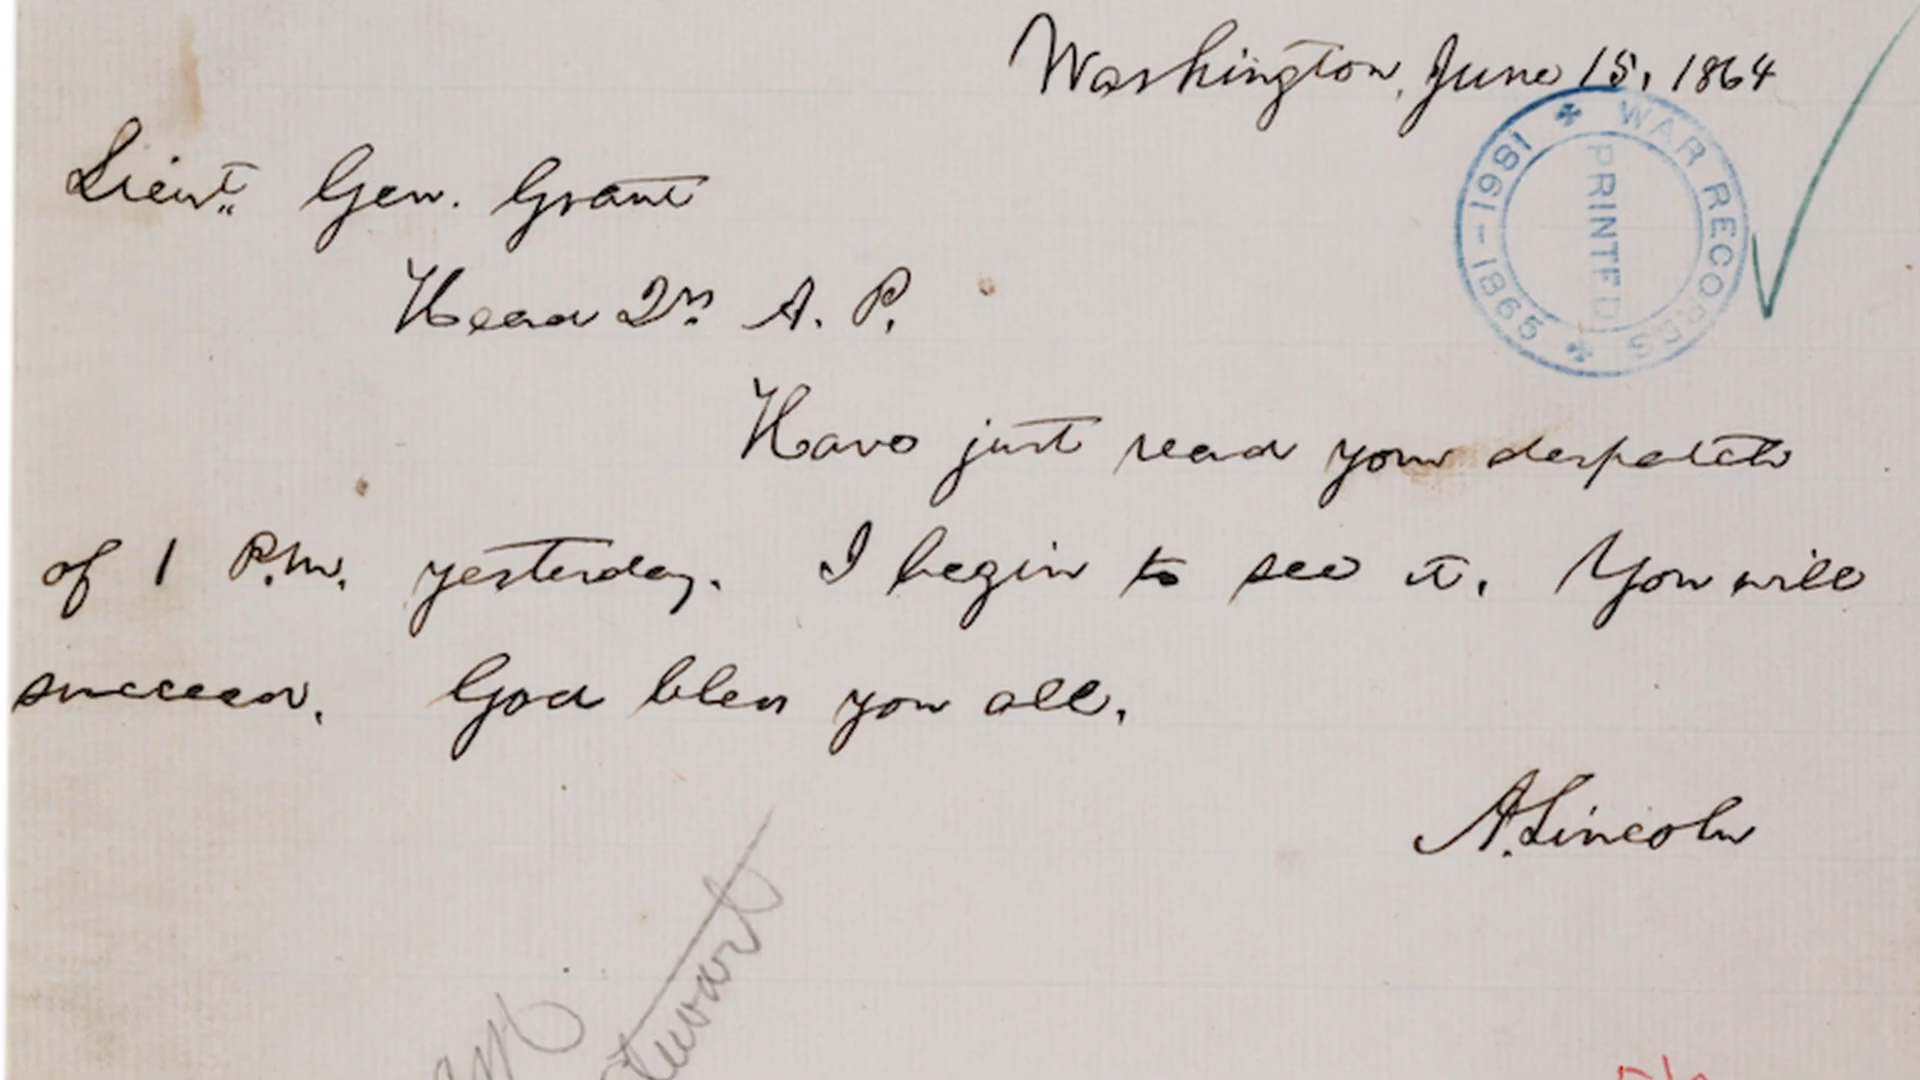 Washington, June 15, 1864
Lieut. Gen. Grant
Head Qrs. A. P.
Have just read your despatch
of 1 P.M. yesterday. I begin to see it. You will
succeed. God bless you all.
A. Lincoln
WAR RECORDS
1861-1865
PRINTED